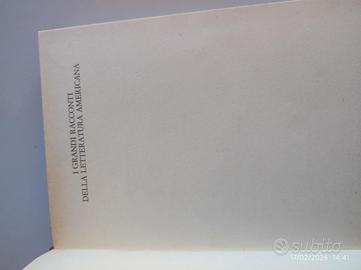 I GRANDI RACCONTI
DELLA LETTERATURA AMERICANA
subito
17/02/2025 14:41